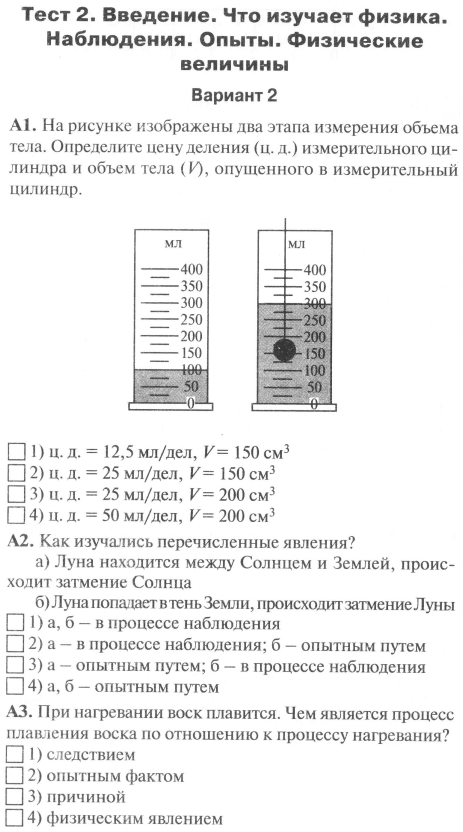 Тест 2. Введение. Что изучает физика.
Наблюдения. Опыты. Физические
величины
Вариант 2
А1. На рисунке изображены два этапа измерения объема
тела. Определите цену деления (ц. д.) измерительного ци-
линдра и объем тела (V), опущенного в измерительный
цилиндр.
мл
400
350
300
250
200
150
100
50
0
мл
400
350
300
250
200
150
100
50
0
1) ц. д. = 12,5 мл/дел, V = 150 см³
2) ц. д. = 25 мл/дел, V = 150 см³
3) ц. д. = 25 мл/дел, V = 200 см³
4) ц. д. = 50 мл/дел, V = 200 см³
А2. Как изучались перечисленные явления?
а) Луна находится между Солнцем и Землей, проис-
ходит затмение Солнца
б) Луна попадает в тень Земли, происходит затмение Луны
1) а, б – в процессе наблюдения
2) а – в процессе наблюдения; б – опытным путем
3) а – опытным путем; б – в процессе наблюдения
4) а, б – опытным путем
А3. При нагревании воск плавится. Чем является процесс
плавления воска по отношению к процессу нагревания?
1) следствием
2) опытным фактом
3) причиной
4) физическим явлением